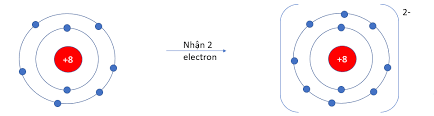 +8
Nhận 2
electron
+8
2-